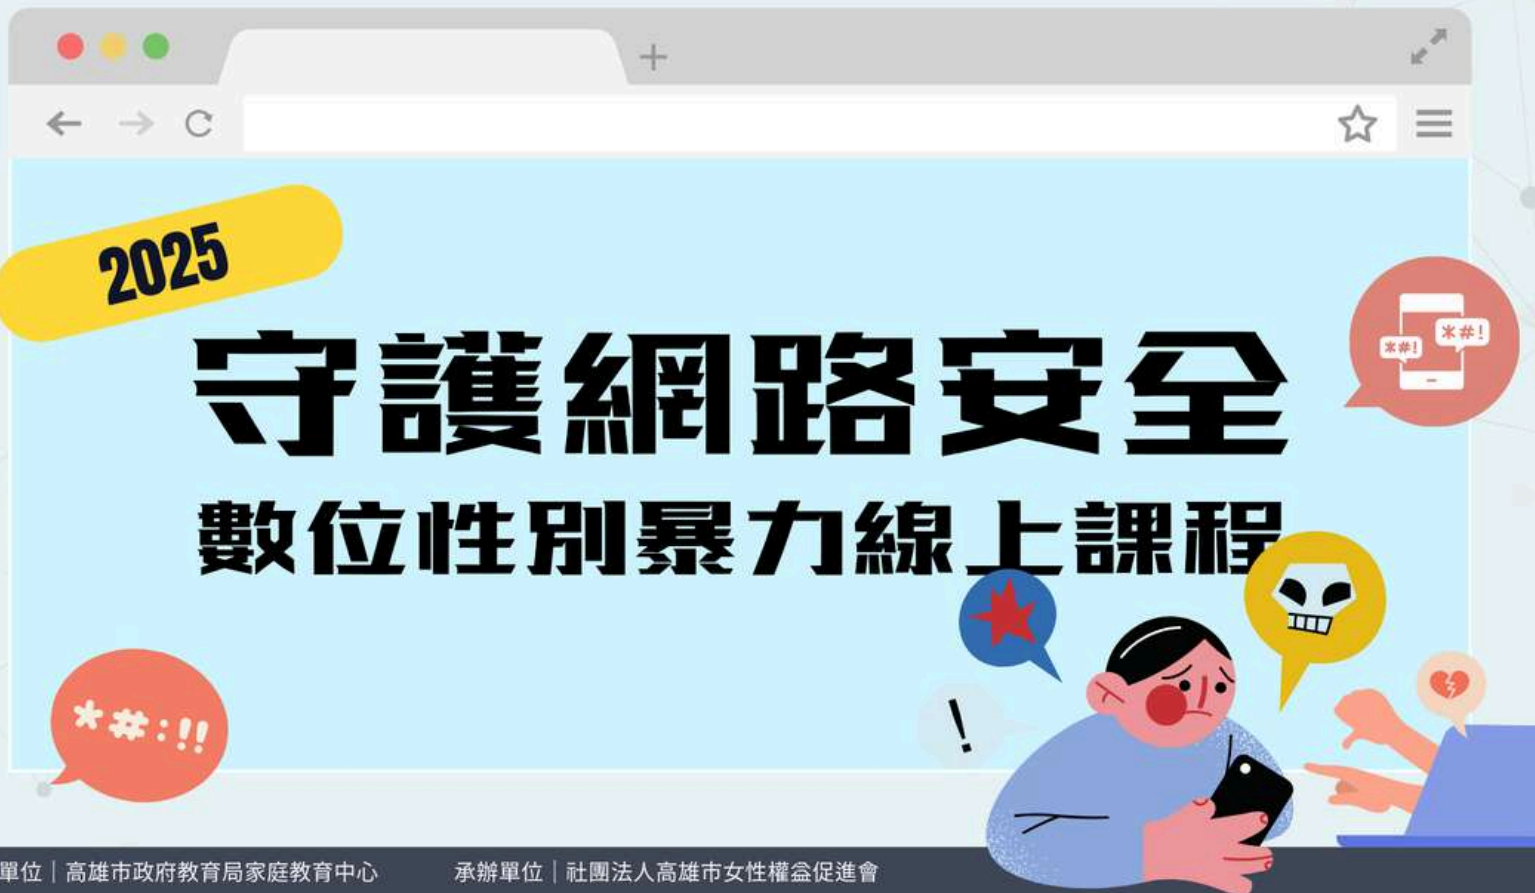 2025
守護網路安全
數位性別暴力線上課程
*#!
*#!
*#:!!
!
單位｜高雄市政府教育局家庭教育中心 承辦單位｜社團法人高雄市女性權益促進會